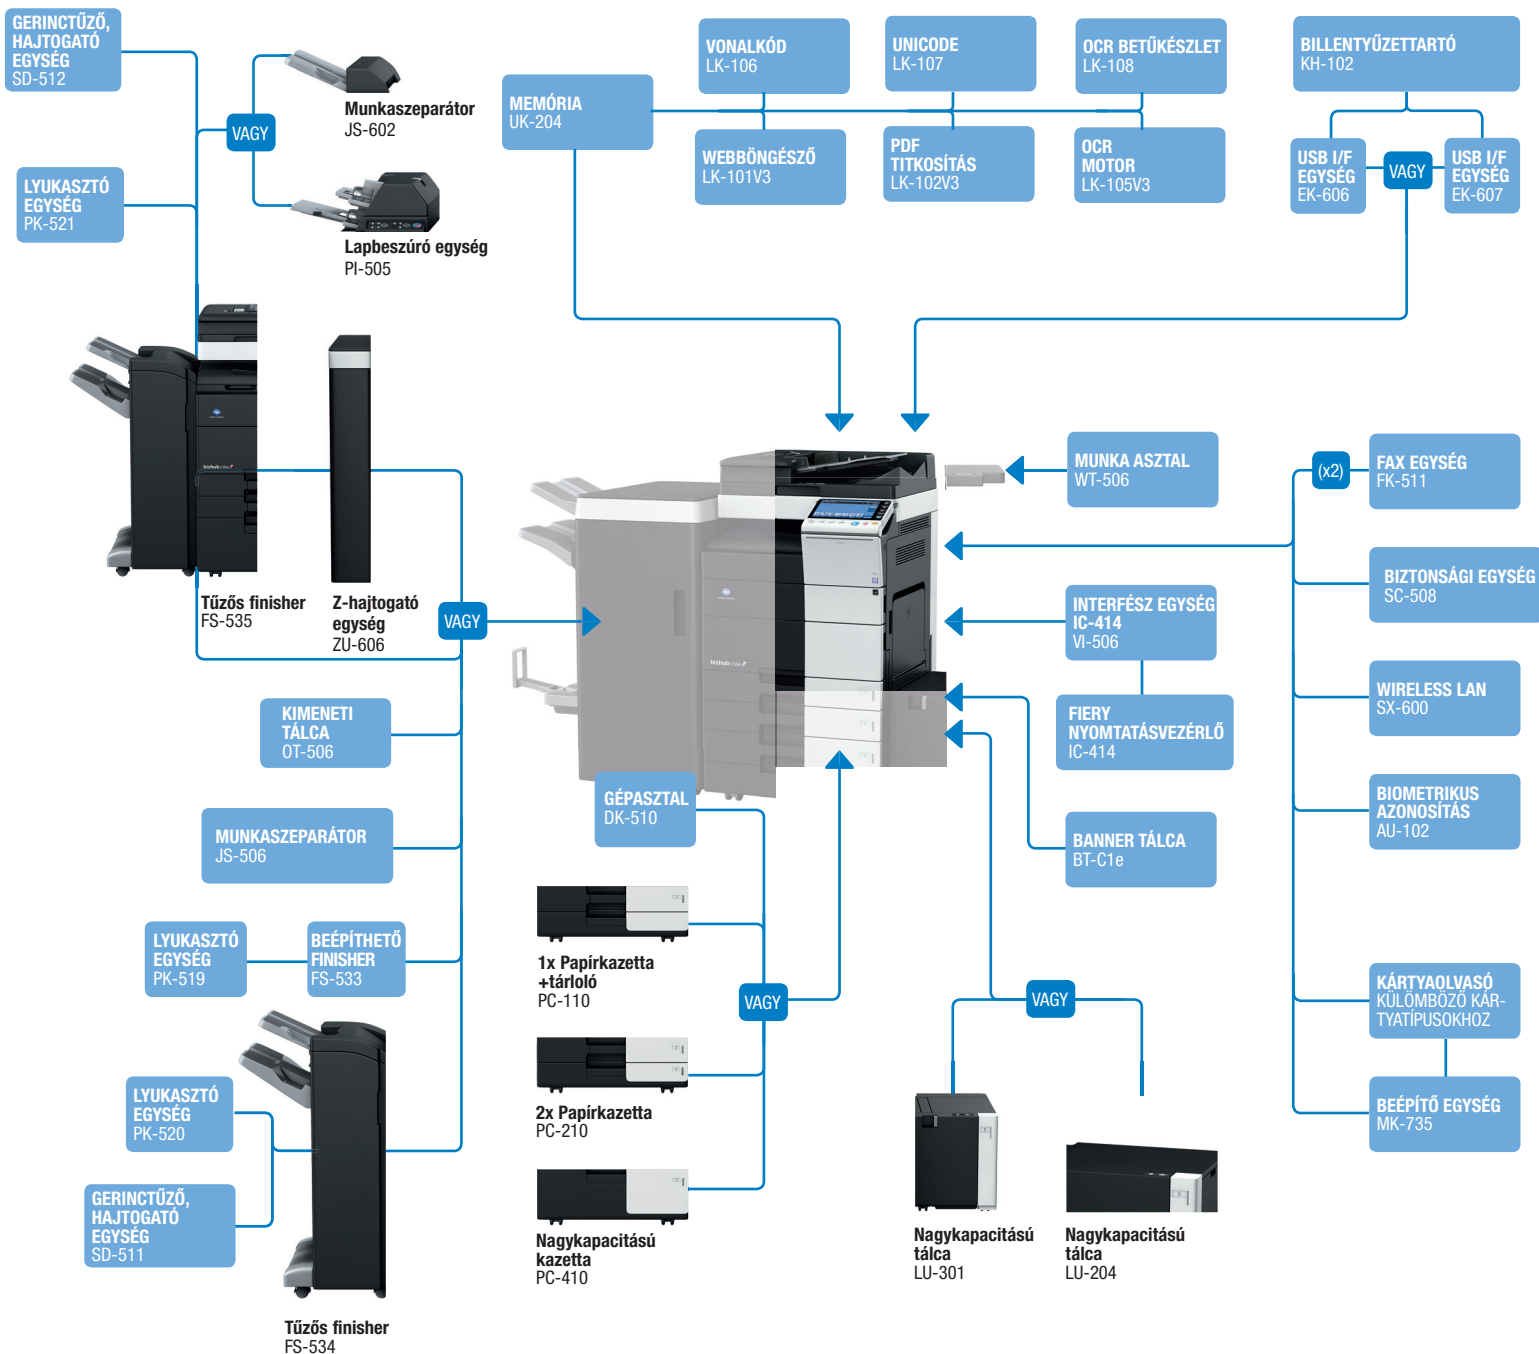 GERINCTŰZŐ,
HAJTOGATÓ
EGYSÉG
SD-512
VAGY
Munkaszeparátor
JS-602
LYUKASZTÓ
EGYSÉG
PK-521
Lapbeszúró egység
PI-505
MEMÓRIA
UK-204
VONALKÓD
LK-106
UNICODE
LK-107
OCR BETŰKÉSZLET
LK-108
WEBBÖNGÉSZŐ
LK-101V3
PDF
TITKOSÍTÁS
LK-102V3
OCR
MOTOR
LK-105V3
BILLENTYŰZETTARTÓ
KH-102
USB I/F
EGYSÉG
EK-606
VAGY
USB I/F
EGYSÉG
EK-607
bizhub C364
Tűzős finisher
FS-535
Z-hajtogató
egység
ZU-606
VAGY
bizhub C554
MUNKA ASZTAL
WT-506
(x2)
FAX EGYSÉG
FK-511
BIZTONSÁGI EGYSÉG
SC-508
INTERFÉSZ EGYSÉG
IC-414
VI-506
FIERY
NYOMTATÁSVEZÉRLŐ
IC-414
WIRELESS LAN
SX-600
BIOMETRIKUS
AZONOSÍTÁS
AU-102
BANNER TÁLCA
BT-C1e
KIMENETI
TÁLCA
OT-506
MUNKASZEPARÁTOR
JS-506
LYUKASZTÓ
EGYSÉG
PK-519
BEÉPÍTHETŐ
FINISHER
FS-533
GÉPASZTAL
DK-510
1x Papírkazetta
+tárloló
PC-110
VAGY
2x Papírkazetta
PC-210
Nagykapacitású
kazetta
PC-410
VAGY
Nagykapacitású
tálca
LU-301
Nagykapacitású
tálca
LU-204
KÁRTYAOLVASÓ
KÜLÖMBÖZŐ KÁR-
TYATÍPUSOKHOZ
BEÉPÍTŐ EGYSÉG
MK-735
LYUKASZTÓ
EGYSÉG
PK-520
GERINCTŰZŐ,
HAJTOGATÓ
EGYSÉG
SD-511
Tűzős finisher
FS-534